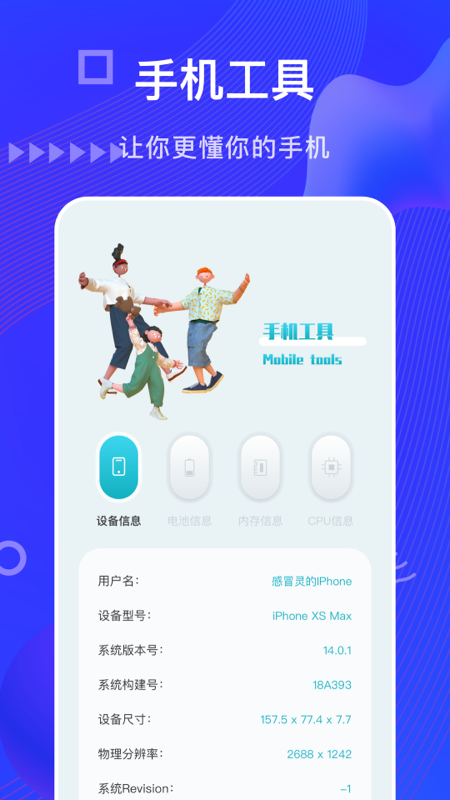 手机工具
让你更懂你的手机
手机工具
Mobile tools
设备信息 电池信息 内存信息 CPU信息
用户名： 感冒灵的iPhone
设备型号： iPhone XS Max
系统版本号： 14.0.1
系统构建号： 18A393
设备尺寸： 157.5 x 77.4 x 7.7
物理分辨率： 2688 x 1242
系统Revision： -1